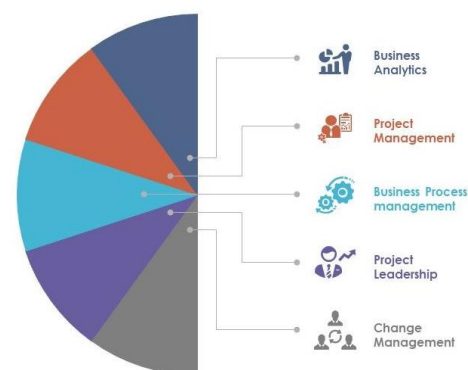 Business
Analytics
Project
Management
Business Process
management
Project
Leadership
Change
Management